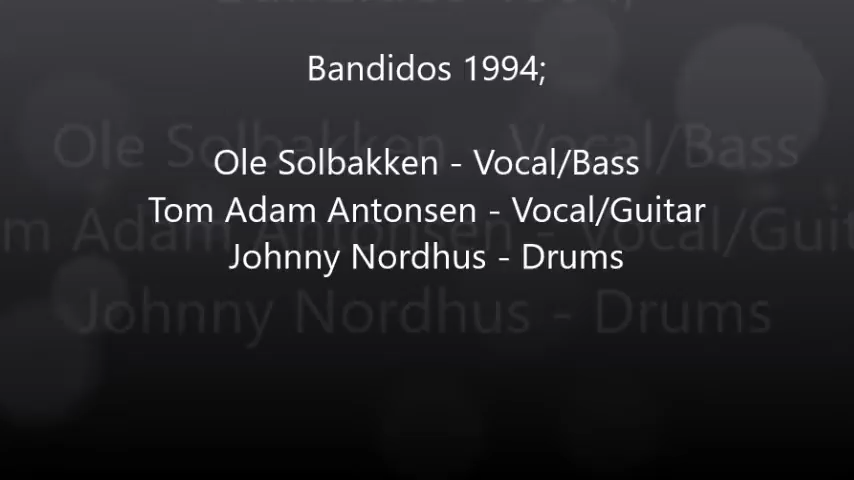 Bandidos 1994;
Ole Solbakken - Vocal/Bass
Tom Adam Antonsen - Vocal/Guitar
Johnny Nordhus - Drums